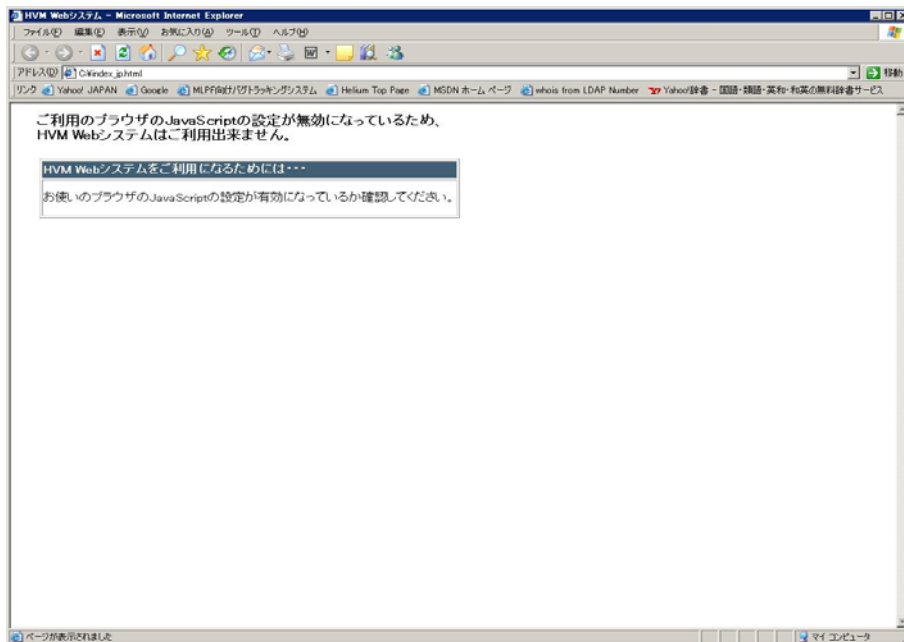 HVM Webシステム - Microsoft Internet Explorer
ファイル(F) 編集(E) 表示(V) お気に入り(A) ツール(T) ヘルプ(H)
アドレス(D) C:¥index_jp.html 移動
リンク Yahoo! JAPAN Google MLPF向けバグトラッキングシステム Helium Top Page MSDN ホーム ページ whois from LDAP Number Yahoo!辞書 - 国語・類語・英和・和英の無料辞書サービス
ご利用のブラウザのJavaScriptの設定が無効になっているため、
HVM Webシステムはご利用出来ません。
HVM Webシステムをご利用になるためには・・・
お使いのブラウザのJavaScriptの設定が有効になっているか確認してください。
ページが表示されました マイ コンピュータ